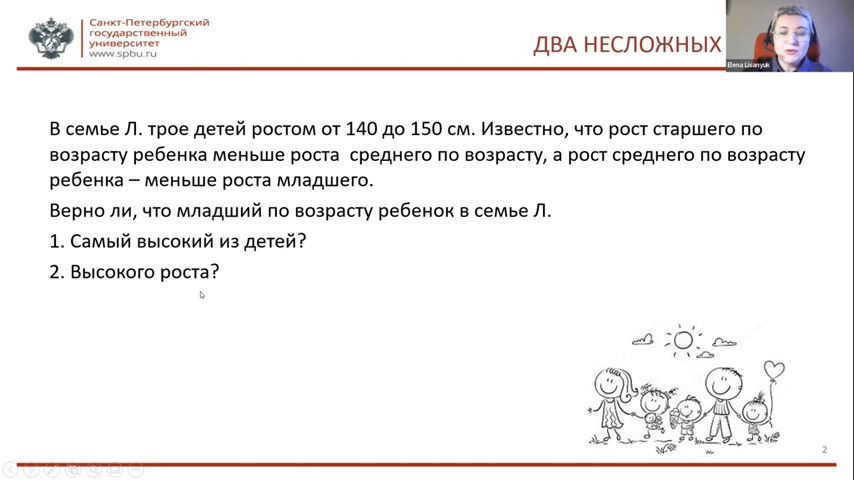 Санкт-Петербургский
государственный
университет
www.spbu.ru
ДВА НЕСЛОЖНЫХ
Elena Lisanyuk
В семье Л. трое детей ростом от 140 до 150 см. Известно, что рост старшего по
возрасту ребенка меньше роста среднего по возрасту, а рост среднего по возрасту
ребенка – меньше роста младшего.
Верно ли, что младший по возрасту ребенок в семье Л.
1. Самый высокий из детей?
2. Высокого роста?
2